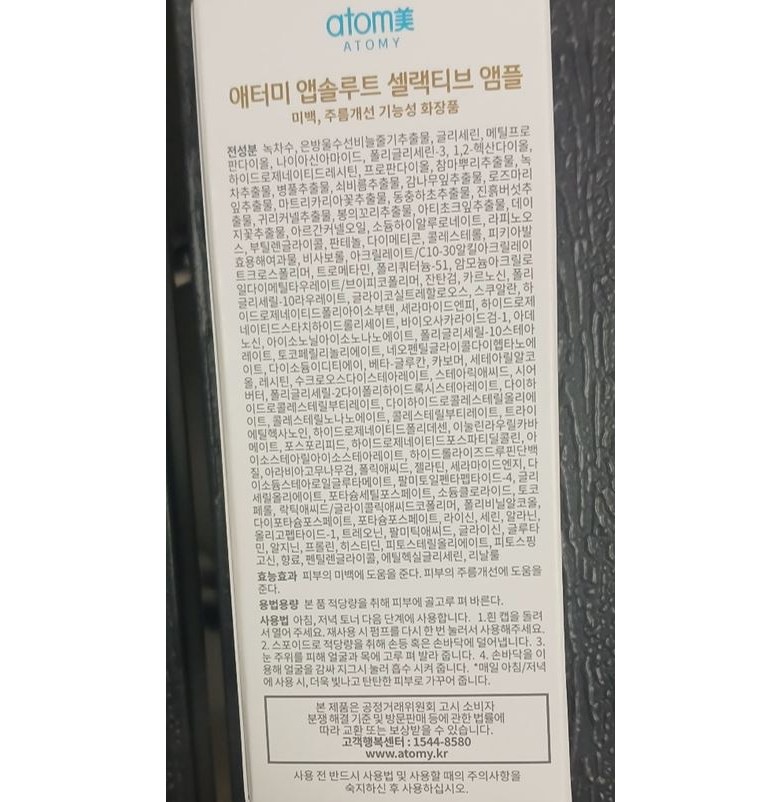 atom美
ATOMY
애터미 앱솔루트 셀랙티브 앰플
미백, 주름개선 기능성 화장품
전성분 녹차수, 은방울수선비늘줄기추출물, 글리세린, 메틸프로
판다이올, 나이아신아마이드, 폴리글리세린-3, 1,2-헥산다이올,
하이드로제네이티드레시틴, 프로판다이올, 참마뿌리추출물, 녹
차추출물, 병풀추출물, 쇠비름추출물, 감나무잎추출물, 로즈마리
잎추출물, 마트리카리아꽃추출물, 동충하초추출물, 진흙버섯추
출물, 귀리커넬추출물, 봉의꼬리추출물, 아티초크잎추출물, 데이
지꽃추출물, 아르간커넬오일, 소듐하이알루로네이트, 라피노오
스, 부틸렌글라이콜, 판테놀, 다이메티콘, 콜레스테롤, 피키아발
효용해여과물, 비사보롤, 아크릴레이트/C10-30알킬아크릴레이
트크로스폴리머, 트로메타민, 폴리쿼터늄-51, 암모늄아크릴로
일다이메틸타우레이트/브이피코폴리머, 잔탄검, 카르노신, 폴리
글리세릴-10라우레이트, 글라이코실트레할로오스, 스쿠알란, 하
이드로제네이티드폴리아이소부텐, 세라마이드엔피, 하이드로제
네이티드스타치하이드롤리세이트, 바이오사카라이드검-1, 아데
노신, 아이소노닐아이소노나노에이트, 폴리글리세릴-10스테아
레이트, 토코페릴리놀리에이트, 네오펜틸글라이콜다이헵타노에
이트, 다이소듐이디티에이, 베타-글루칸, 카보머, 세테아릴알코
올, 레시틴, 수크로오스다이스테아레이트, 스테아릭애씨드, 시어
버터, 폴리글리세릴-2다이폴리하이드록시스테아레이트, 다이하
이드로콜레스테릴부티레이트, 다이하이드로콜레스테릴올리에
이트, 콜레스테릴노나노에이트, 콜레스테릴부티레이트, 트라이
에틸헥사노인, 하이드로제네이티드폴리데센, 이눌린라우릴카바
메이트, 포스포리피드, 하이드로제네이티드포스파티딜콜린, 아
이소스테아릴아이소스테아레이트, 하이드롤라이즈드루핀단백
질, 아라비아고무나무검, 폴릭애씨드, 젤라틴, 세라마이드엔지, 다
이소듐스테아로일글루타메이트, 팔미토일펜타펩타이드-4, 글리
세릴올리에이트, 포타슘세틸포스페이트, 소듐클로라이드, 토코
페롤, 락틱애씨드/글라이콜릭애씨드코폴리머, 폴리비닐알코올,
다이포타슘포스페이트, 포타슘포스페이트, 라이신, 세린, 알라닌,
올리고펩타이드-1, 트레오닌, 팔미틱애씨드, 글라이신, 글루타
민, 알지닌, 프롤린, 히스티딘, 피토스테릴올리에이트, 피토스핑
고신, 향료, 펜틸렌글라이콜, 에틸헥실글리세린, 리날룰
효능효과 피부의 미백에 도움을 준다. 피부의 주름개선에 도움을
준다.
용법용량 본 품 적당량을 취해 피부에 골고루 펴 바른다.
사용법 아침, 저녁 토너 다음 단계에 사용합니다. 1.흰 캡을 돌려
서 열어 주세요. 재사용 시 펌프를 다시 한 번 눌러서 사용해주세요.
2. 스포이드로 적당량을 취해 손등 혹은 손바닥에 덜어냅니다. 3.
눈 주위를 피해 얼굴과 목에 고루 펴 발라 줍니다. 4. 손바닥을 이
용해 얼굴을 감싸 지그시 눌러 흡수 시켜 줍니다. *매일 아침/저녁
에 사용 시, 더욱 빛나고 탄탄한 피부로 가꾸어 줍니다.
본 제품은 공정거래위원회 고시 소비자
분쟁 해결 기준 및 방문판매 등에 관한 법률에
따라 교환 또는 보상받을 수 있습니다.
고객행복센터 : 1544-8580
www.atomy.kr
사용 전 반드시 사용법 및 사용할 때의 주의사항을
숙지하신 후 사용하십시오.